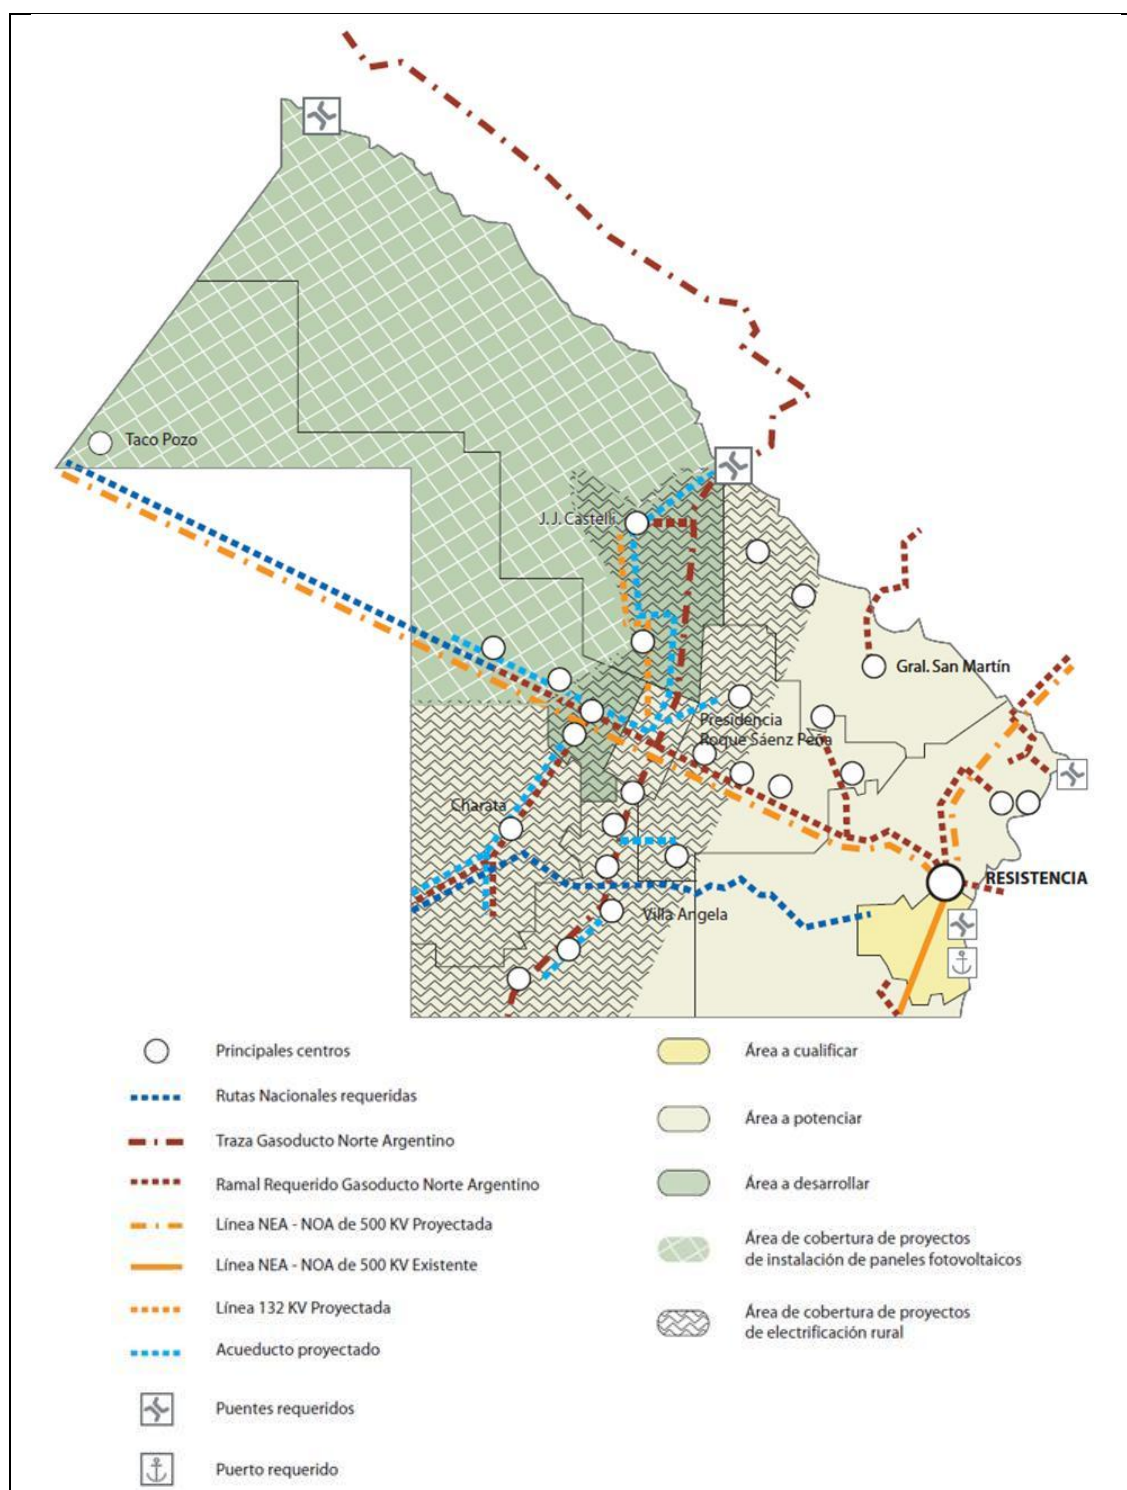 Taco Pozo
J. J. Castelli
Gral. San Martín
Presidencia
Roque Sáenz Peña
Charata
RESISTENCIA
Villa Angela
Principales centros
Rutas Nacionales requeridas
Traza Gasoducto Norte Argentino
Ramal Requerido Gasoducto Norte Argentino
Línea NEA - NOA de 500 KV Proyectada
Línea NEA - NOA de 500 KV Existente
Línea 132 KV Proyectada
Acueducto proyectado
Puentes requeridos
Puerto requerido
Área a cualificar
Área a potenciar
Área a desarrollar
Área de cobertura de proyectos
de instalación de paneles fotovoltaicos
Área de cobertura de proyectos
de electrificación rural